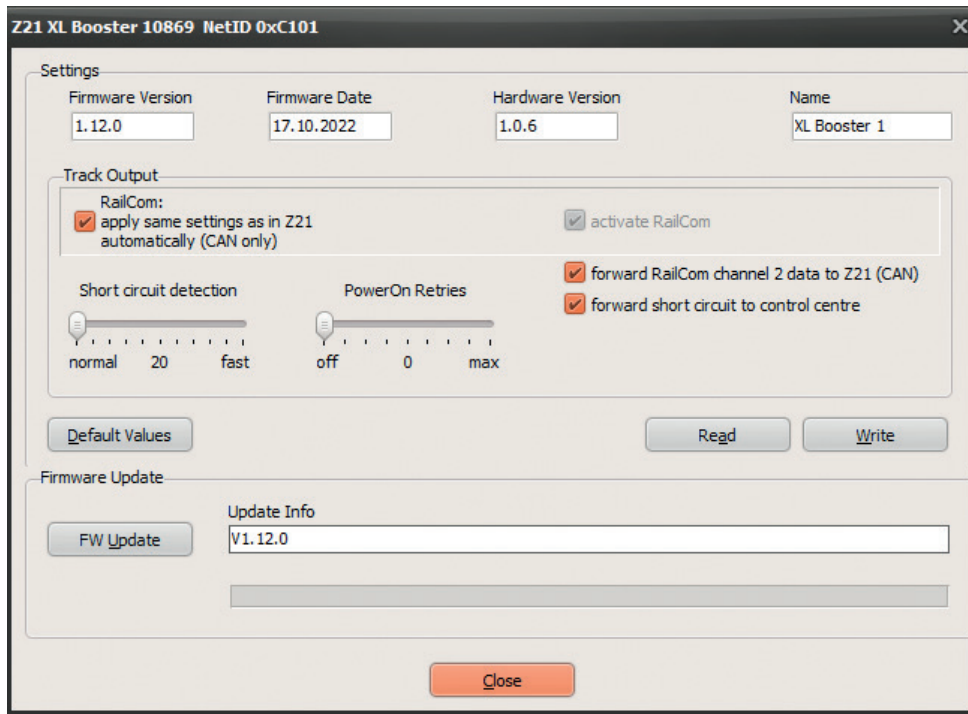 Z21 XL Booster 10869 NetID 0xC101
Settings
Firmware Version
Firmware Date
Hardware Version
Name
1.12.0
17.10.2022
1.0.6
XL Booster 1
Track Output
RailCom:
apply same settings as in Z21
automatically (CAN only)
activate RailCom
forward RailCom channel 2 data to Z21 (CAN)
forward short circuit to control centre
Short circuit detection
normal 20 fast
PowerOn Retries
off 0 max
Default Values
Read
Write
Firmware Update
FW Update
Update Info
V1.12.0
Close